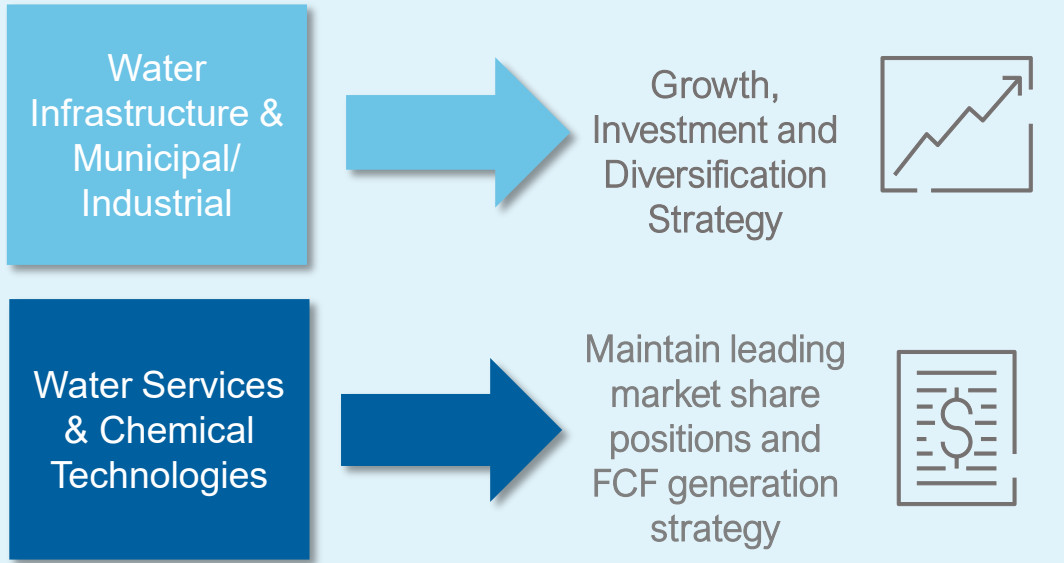 Water
Infrastructure &
Municipal/
Industrial
Growth,
Investment and
Diversification
Strategy
Water Services
& Chemical
Technologies
Maintain leading
market share
positions and
FCF generation
strategy
$